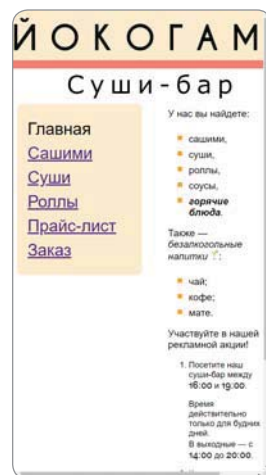 ЙОКОГАМ
Суши-бар
Главная
Сашими
Суши
Роллы
Прайс-лист
Заказ
У нас вы найдете:
сашими,
суши,
роллы,
соусы,
горячие
блюда.
Также —
безалкогольные
напитки
чай;
кофе;
мате.
Участвуйте в нашей
рекламной акции!
1. Посетите наш
суши-бар между
16:00 и 19:00.
Время
действительно
только для будних
дней.
В выходные — с
14:00 до 20:00.